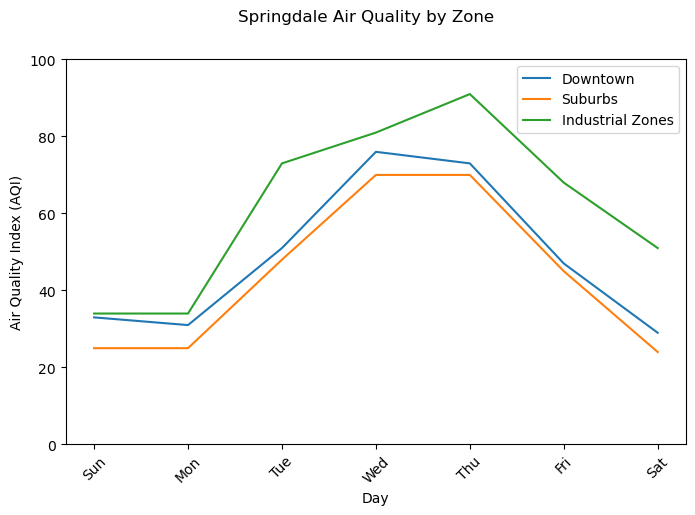 Springdale Air Quality by Zone
Air Quality Index (AQI)
100
80
60
40
20
0
Downtown
Suburbs
Industrial Zones
Sun
Mon
Tue
Wed
Thu
Fri
Sat
Day